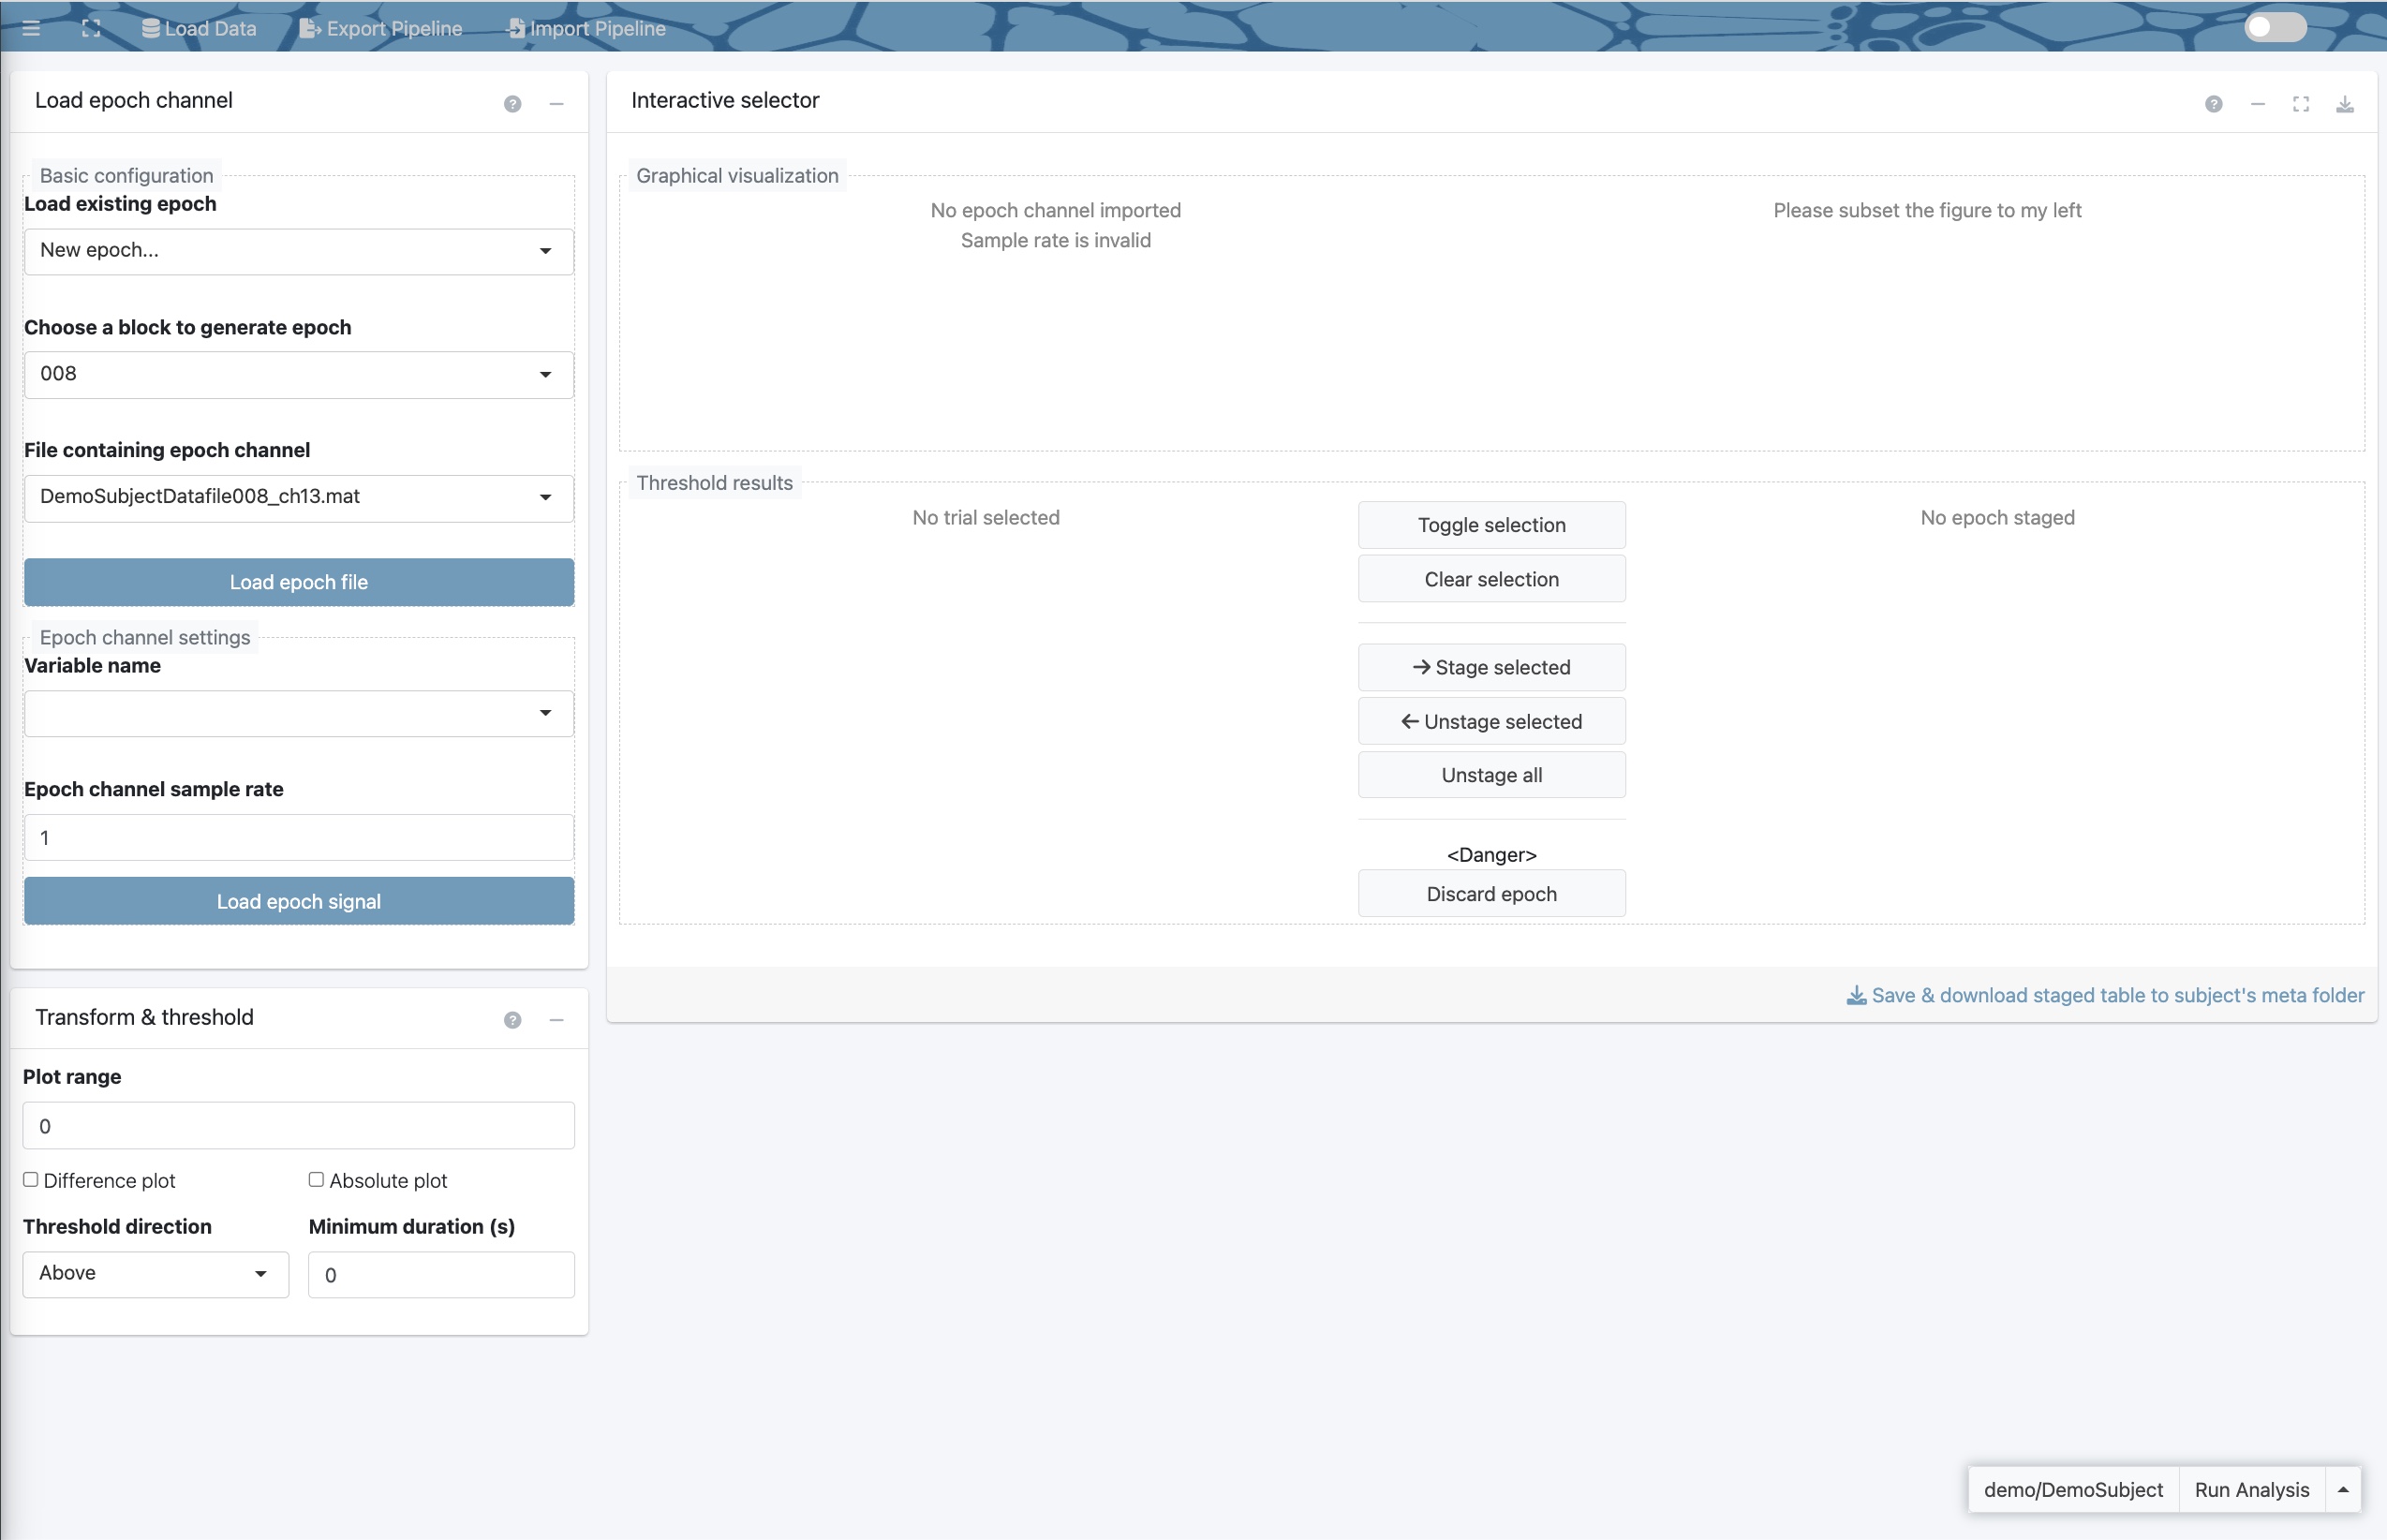 Load Data
Export Pipeline
Import Pipeline
Load epoch channel
Basic configuration
Load existing epoch
New epoch...
Choose a block to generate epoch
008
File containing epoch channel
DemoSubjectDatafile008_ch13.mat
Load epoch file
Epoch channel settings
Variable name
Epoch channel sample rate
1
Load epoch signal
Transform & threshold
Plot range
0
Difference plot
Absolute plot
Threshold direction
Minimum duration (s)
Above
0
Interactive selector
Graphical visualization
No epoch channel imported
Sample rate is invalid
Please subset the figure to my left
Threshold results
No trial selected
Toggle selection
Clear selection
→ Stage selected
← Unstage selected
Unstage all
<Danger>
Discard epoch
No epoch staged
Save & download staged table to subject's meta folder
demo/DemoSubject
Run Analysis